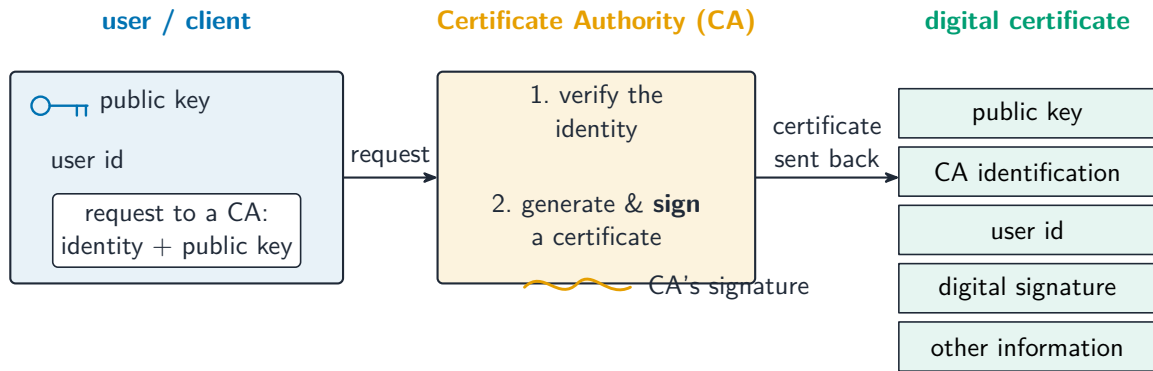 user / client
public key
user id
request to a CA:
identity + public key
request
Certificate Authority (CA)
1. verify the
identity
2. generate & sign
a certificate
CA's signature
certificate
sent back
digital certificate
public key
CA identification
user id
digital signature
other information